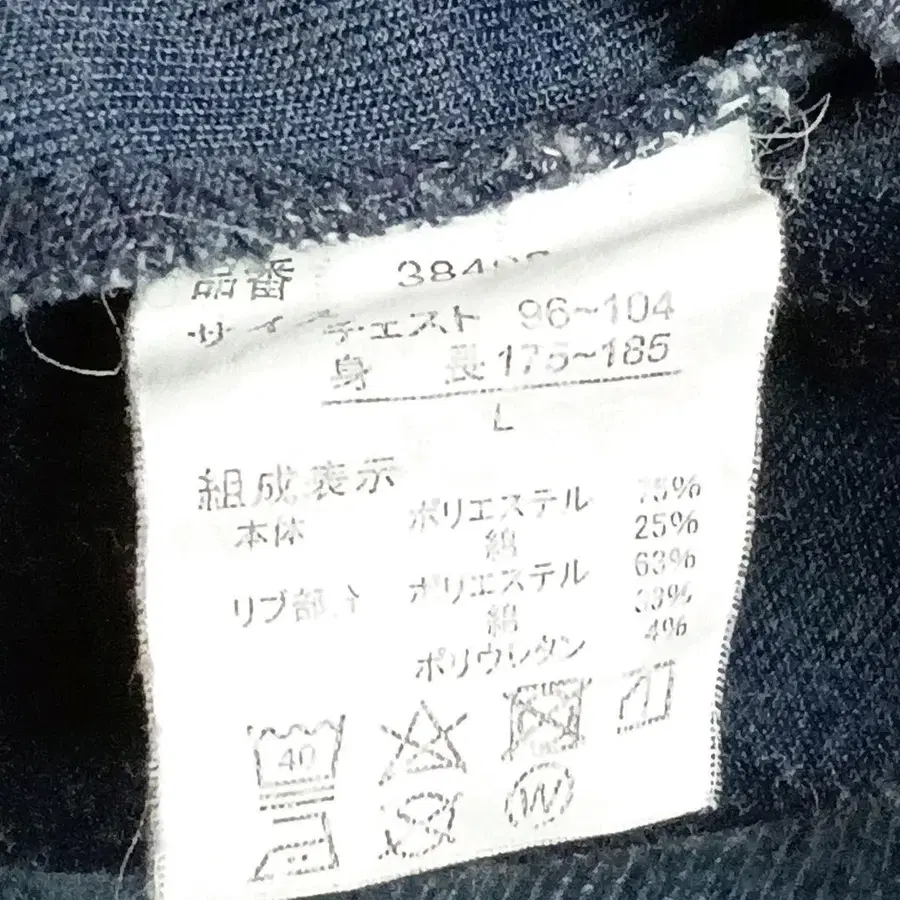 品番
サイズ チェスト 96~104
身 長 175~185
L
組成表示
本体 ポリエステル 75%
綿 25%
リブ部分 ポリエステル 63%
綿 33%
ポリウレタン 4%
40
W